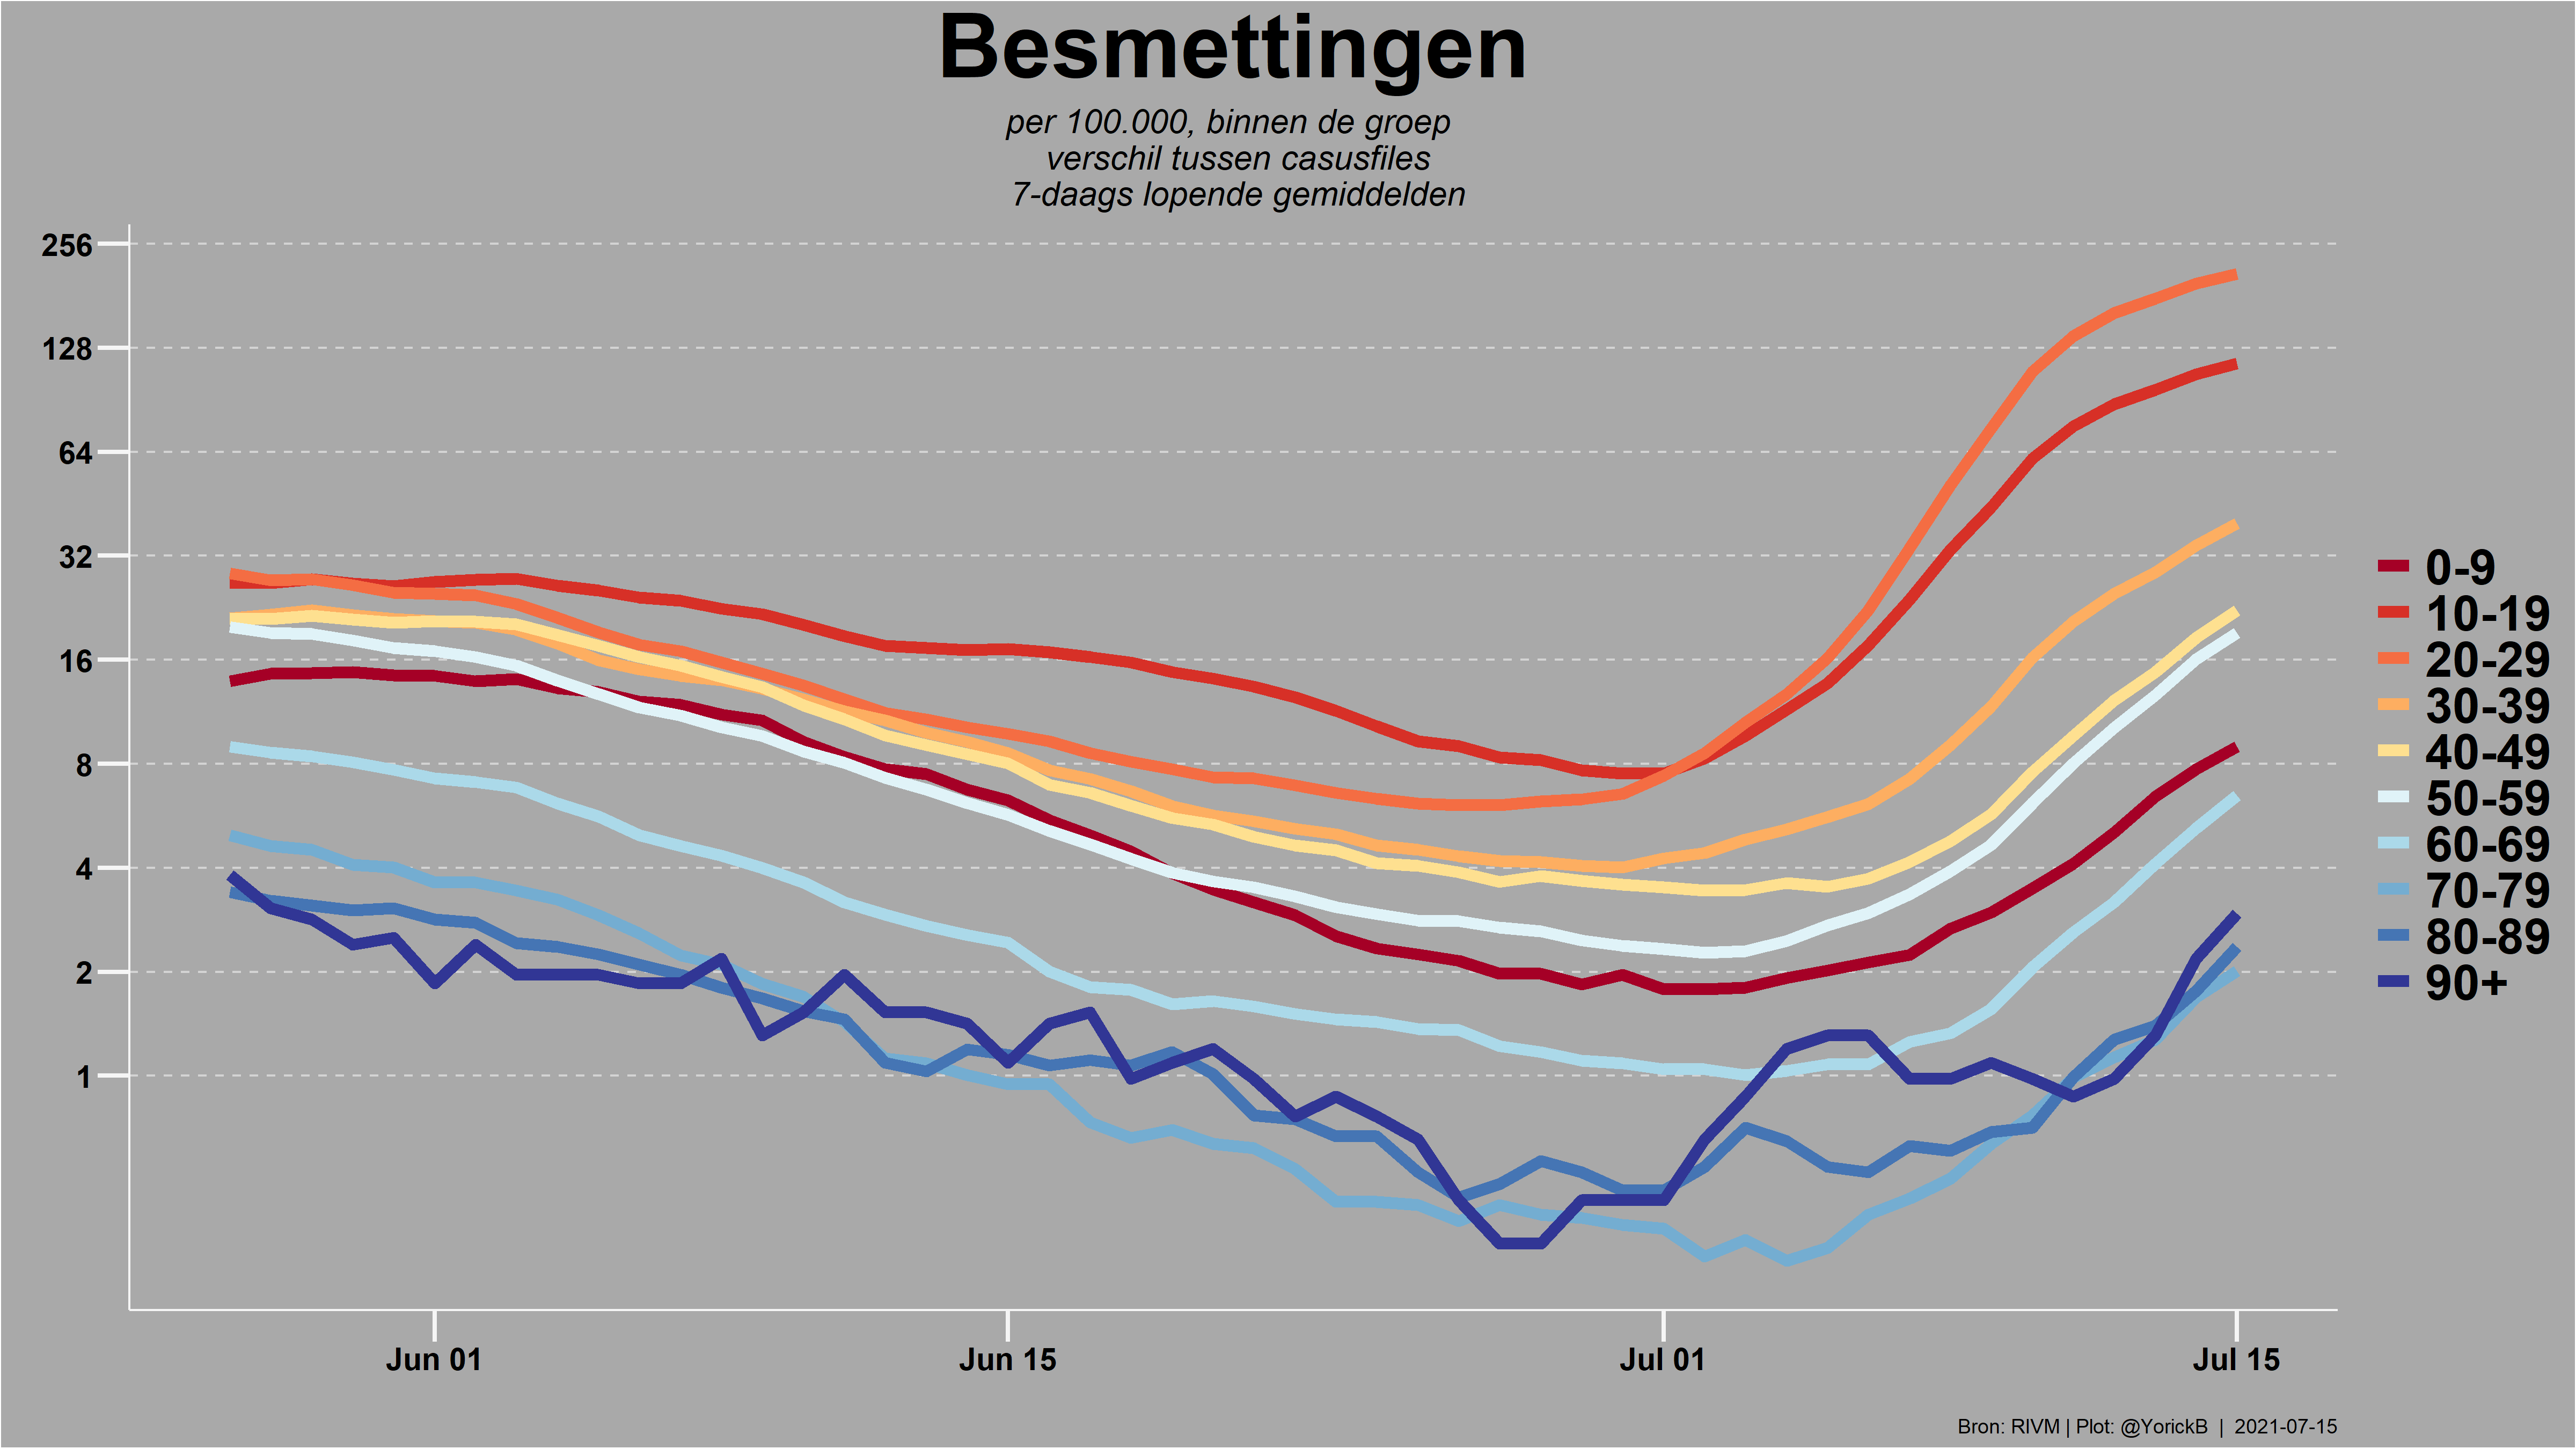 Besmettingen
per 100.000, binnen de groep
verschil tussen casusfiles
7-daags lopende gemiddelden
256
128
64
32
16
8
4
2
1
Jun 01
Jun 15
Jul 01
Jul 15
0-9
10-19
20-29
30-39
40-49
50-59
60-69
70-79
80-89
90+
Bron: RIVM | Plot: @YorickB | 2021-07-15